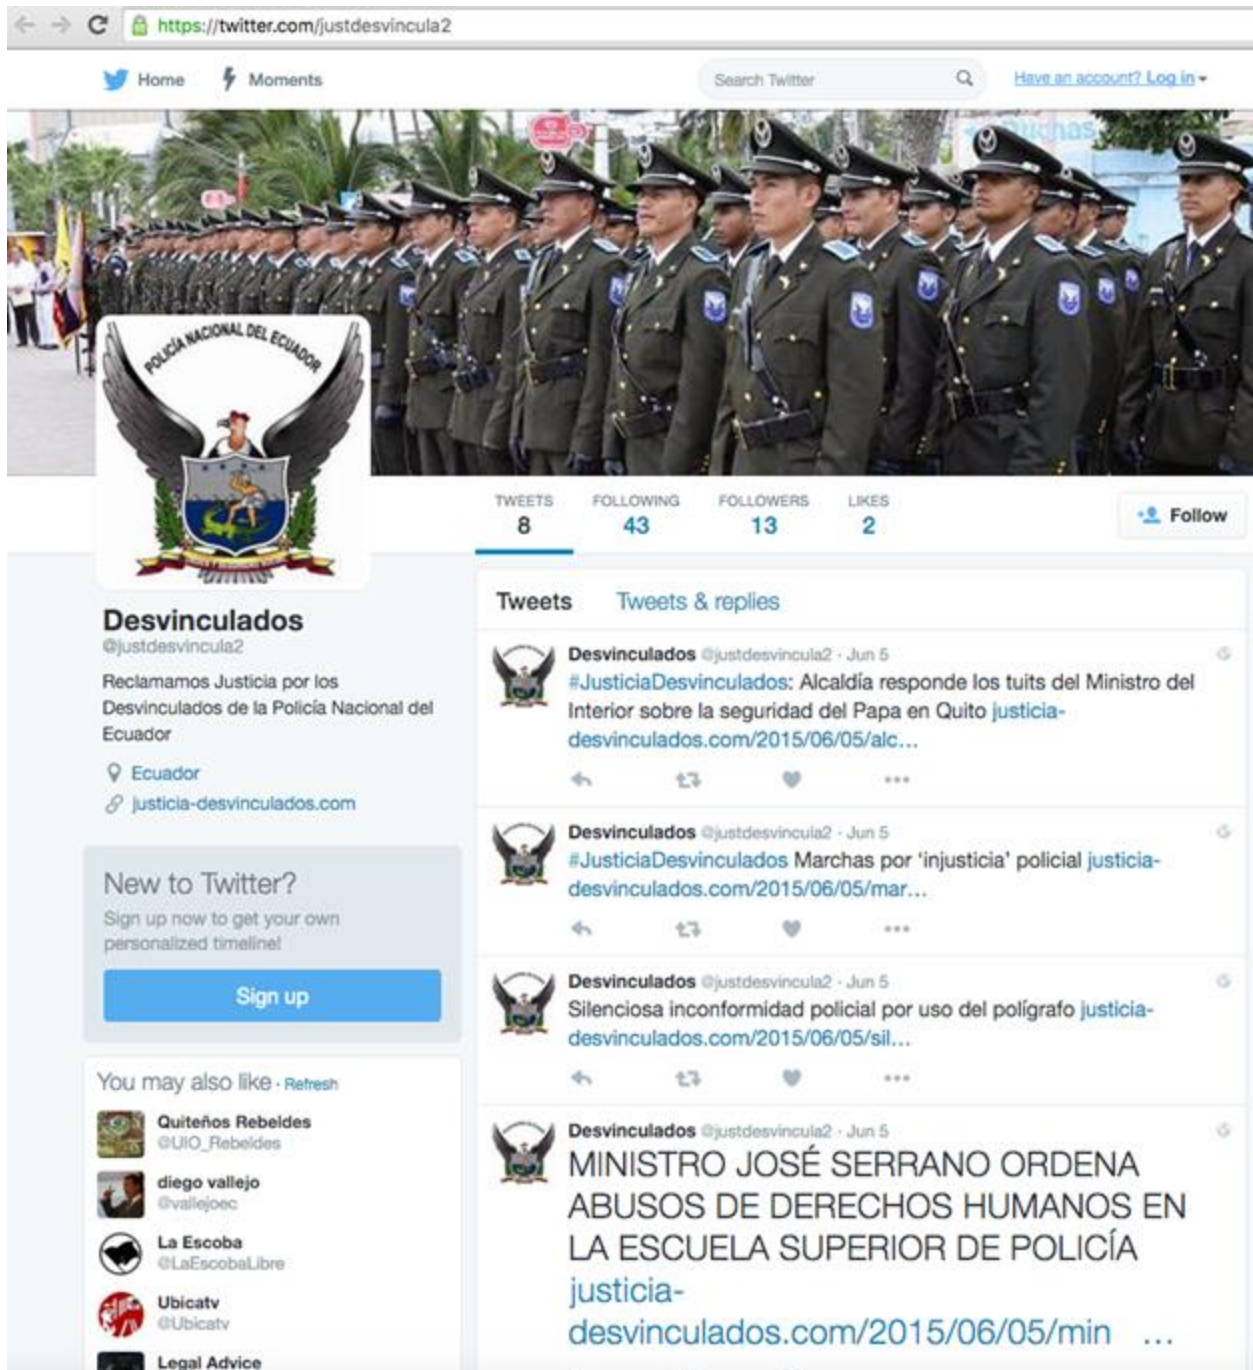 https://twitter.com/justdesvincula2
Home
Moments
Search Twitter
Have an account? Log in
POLICÍA NACIONAL DEL ECUADOR
TWEETS
8
FOLLOWING
43
FOLLOWERS
13
LIKES
2
Follow
Desvinculados
@justdesvincula2
Reclamamos Justicia por los
Desvinculados de la Policía Nacional del
Ecuador
Ecuador
justicia-desvinculados.com
New to Twitter?
Sign up now to get your own
personalized timeline!
Sign up
You may also like · Refresh
Quiteños Rebeldes
@UIO_Rebeldes
diego vallejo
@vallejoec
La Escoba
@LaEscobaLibre
Ubicatv
@Ubicatv
Legal Advice
Tweets
Tweets & replies
Desvinculados @justdesvincula2 · Jun 5
#JusticiaDesvinculados: Alcaldía responde los tuits del Ministro del
Interior sobre la seguridad del Papa en Quito justicia-
desvinculados.com/2015/06/05/alc...
Desvinculados @justdesvincula2 · Jun 5
#JusticiaDesvinculados Marchas por ‘injusticia’ policial justicia-
desvinculados.com/2015/06/05/mar...
Desvinculados @justdesvincula2 · Jun 5
Silenciosa inconformidad policial por uso del polígrafo justicia-
desvinculados.com/2015/06/05/sil...
Desvinculados @justdesvincula2 · Jun 5
MINISTRO JOSÉ SERRANO ORDENA
ABUSOS DE DERECHOS HUMANOS EN
LA ESCUELA SUPERIOR DE POLICÍA
justicia-
desvinculados.com/2015/06/05/min ...